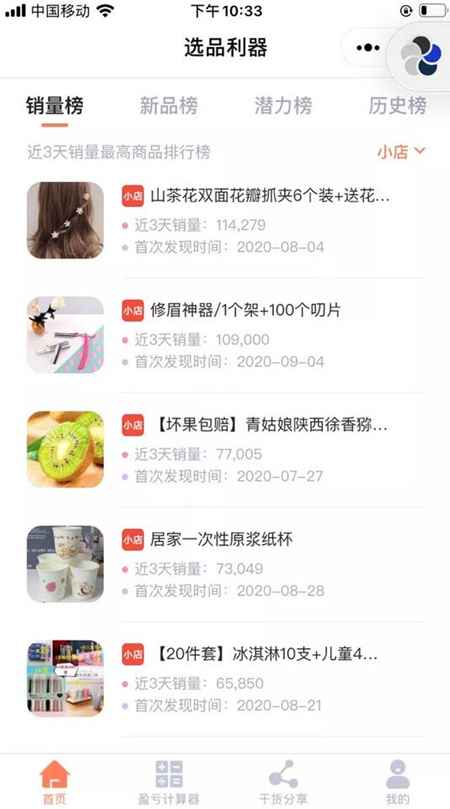 中国移动 下午10:33
选品利器
销量榜 新品榜 潜力榜 历史榜
近3天销量最高商品排行榜 小店
小店 山茶花双面花瓣抓夹6个装+送花...
近3天销量：114,279
首次发现时间：2020-08-04
小店 修眉神器/1个架+100个叨片
近3天销量：109,000
首次发现时间：2020-09-04
小店 【坏果包赔】青姑娘陕西徐香猕...
近3天销量：77,005
首次发现时间：2020-07-27
小店 居家一次性原浆纸杯
近3天销量：73,049
首次发现时间：2020-08-28
小店 【20件套】冰淇淋10支+儿童4...
近3天销量：65,850
首次发现时间：2020-08-21
首页 盈亏计算器 干货分享 我的